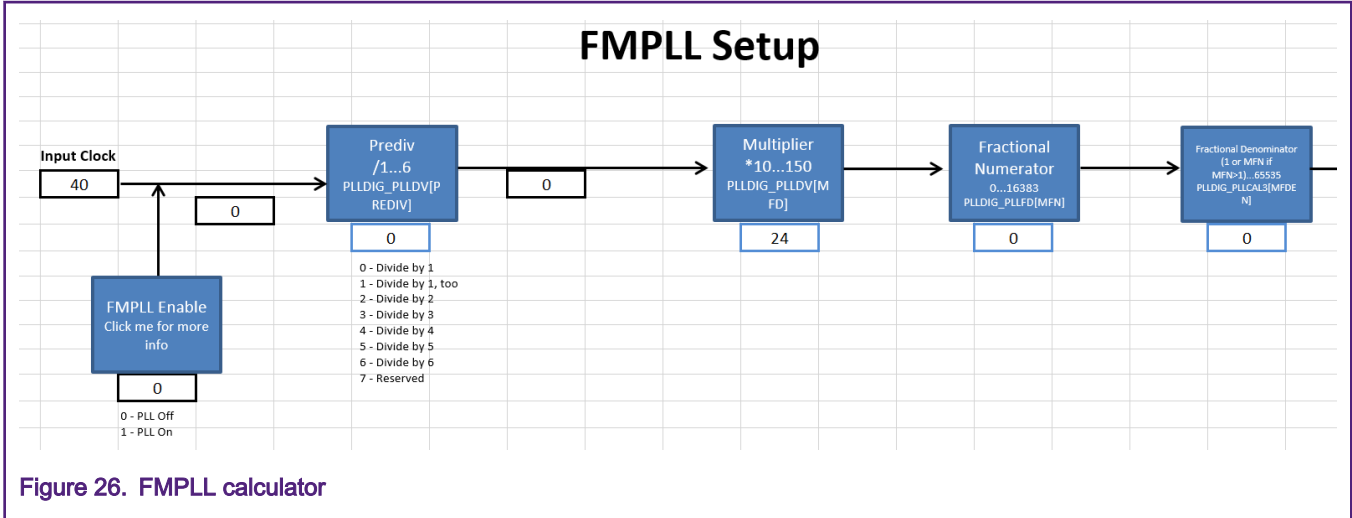 FMPLL Setup
Input Clock
40
0
Prediv
/1...6
PLLDIG_PLLDV[P
REDIV]
0
0 - Divide by 1
1 - Divide by 1, too
2 - Divide by 2
3 - Divide by 3
4 - Divide by 4
5 - Divide by 5
6 - Divide by 6
7 - Reserved
0
Multiplier
*10...150
PLLDIG_PLLDV[M
FD]
24
Fractional
Numerator
0...16383
PLLDIG_PLLFD[MFN]
0
Fractional Denominator
(1 or MFN if
MFN>1)...65535
PLLDIG_PLLCAL3[MFDE
N]
0
FMPLL Enable
Click me for more
info
0
0 - PLL Off
1 - PLL On
Figure 26. FMPLL calculator